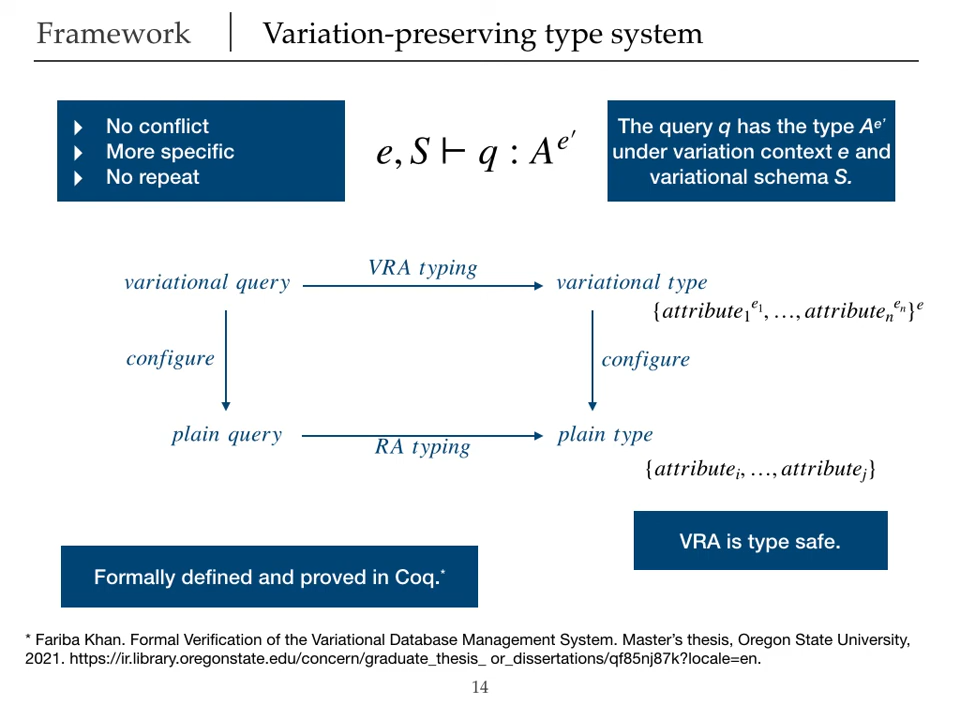 Framework | Variation-preserving type system
‣ No conflict
‣ More specific
‣ No repeat
e, S ⊢ q : A^{e′}
The query q has the type A^{e'}
under variation context e and
variational schema S.
variational query
VRA typing
variational type
{attribute₁^{e₁}, …, attributeₙ^{eₙ}}^e
configure
configure
plain query
RA typing
plain type
{attributeᵢ, …, attributeⱼ}
VRA is type safe.
Formally defined and proved in Coq.*
* Fariba Khan. Formal Verification of the Variational Database Management System. Master’s thesis, Oregon State University,
2021. https://ir.library.oregonstate.edu/concern/graduate_thesis_ or_dissertations/qf85nj87k?locale=en.
14